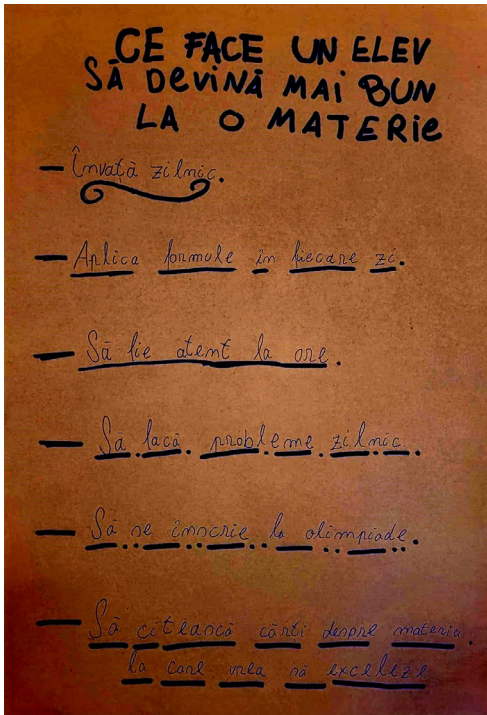 CE FACE UN ELEV
SĂ DEVINĂ MAI BUN
LA O MATERIE
— Învață zilnic.
— Aplica formule în fiecare zi.
— Să fie atent la ore.
— Să facă probleme zilnic.
— Să se înscrie la olimpiade.
— Să citească cărți despre materia
la care vrea să exceleze.